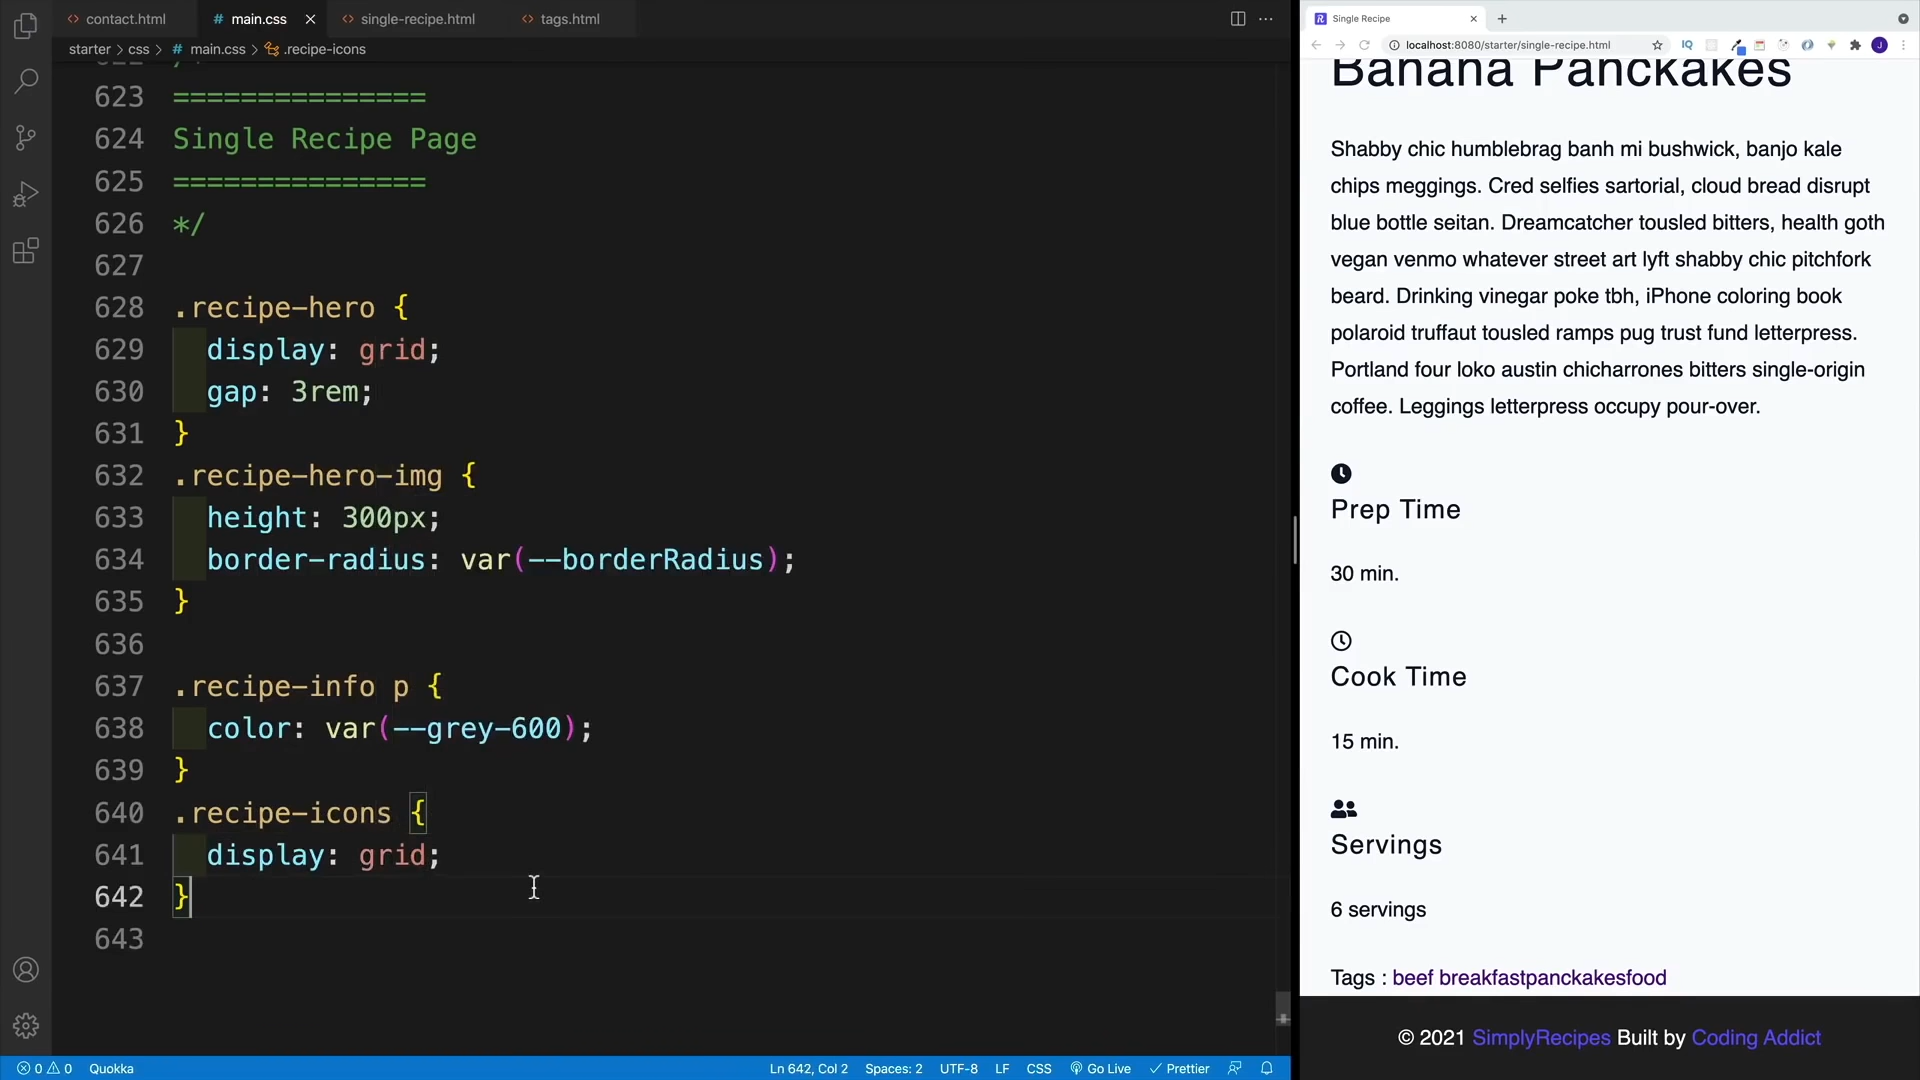 contact.html
main.css
single-recipe.html
tags.html
starter > css > # main.css > .recipe-icons
623 ===============
624 Single Recipe Page
625 ===============
626 */
627
628 .recipe-hero {
629 display: grid;
630 gap: 3rem;
631 }
632 .recipe-hero-img {
633 height: 300px;
634 border-radius: var(--borderRadius);
635 }
636
637 .recipe-info p {
638 color: var(--grey-600);
639 }
640 .recipe-icons {
641 display: grid;
642 }
643
0 0 Quokka
Ln 642, Col 2 Spaces: 2 UTF-8 LF CSS Go Live Prettier
Single Recipe
localhost:8080/starter/single-recipe.html
IQ
J
Banana Panckakes
Shabby chic humblebrag banh mi bushwick, banjo kale
chips meggings. Cred selfies sartorial, cloud bread disrupt
blue bottle seitan. Dreamcatcher tousled bitters, health goth
vegan venmo whatever street art lyft shabby chic pitchfork
beard. Drinking vinegar poke tbh, iPhone coloring book
polaroid truffaut tousled ramps pug trust fund letterpress.
Portland four loko austin chicharrones bitters single-origin
coffee. Leggings letterpress occupy pour-over.
Prep Time
30 min.
Cook Time
15 min.
Servings
6 servings
Tags : beef breakfastpanckakesfood
© 2021 SimplyRecipes Built by Coding Addict